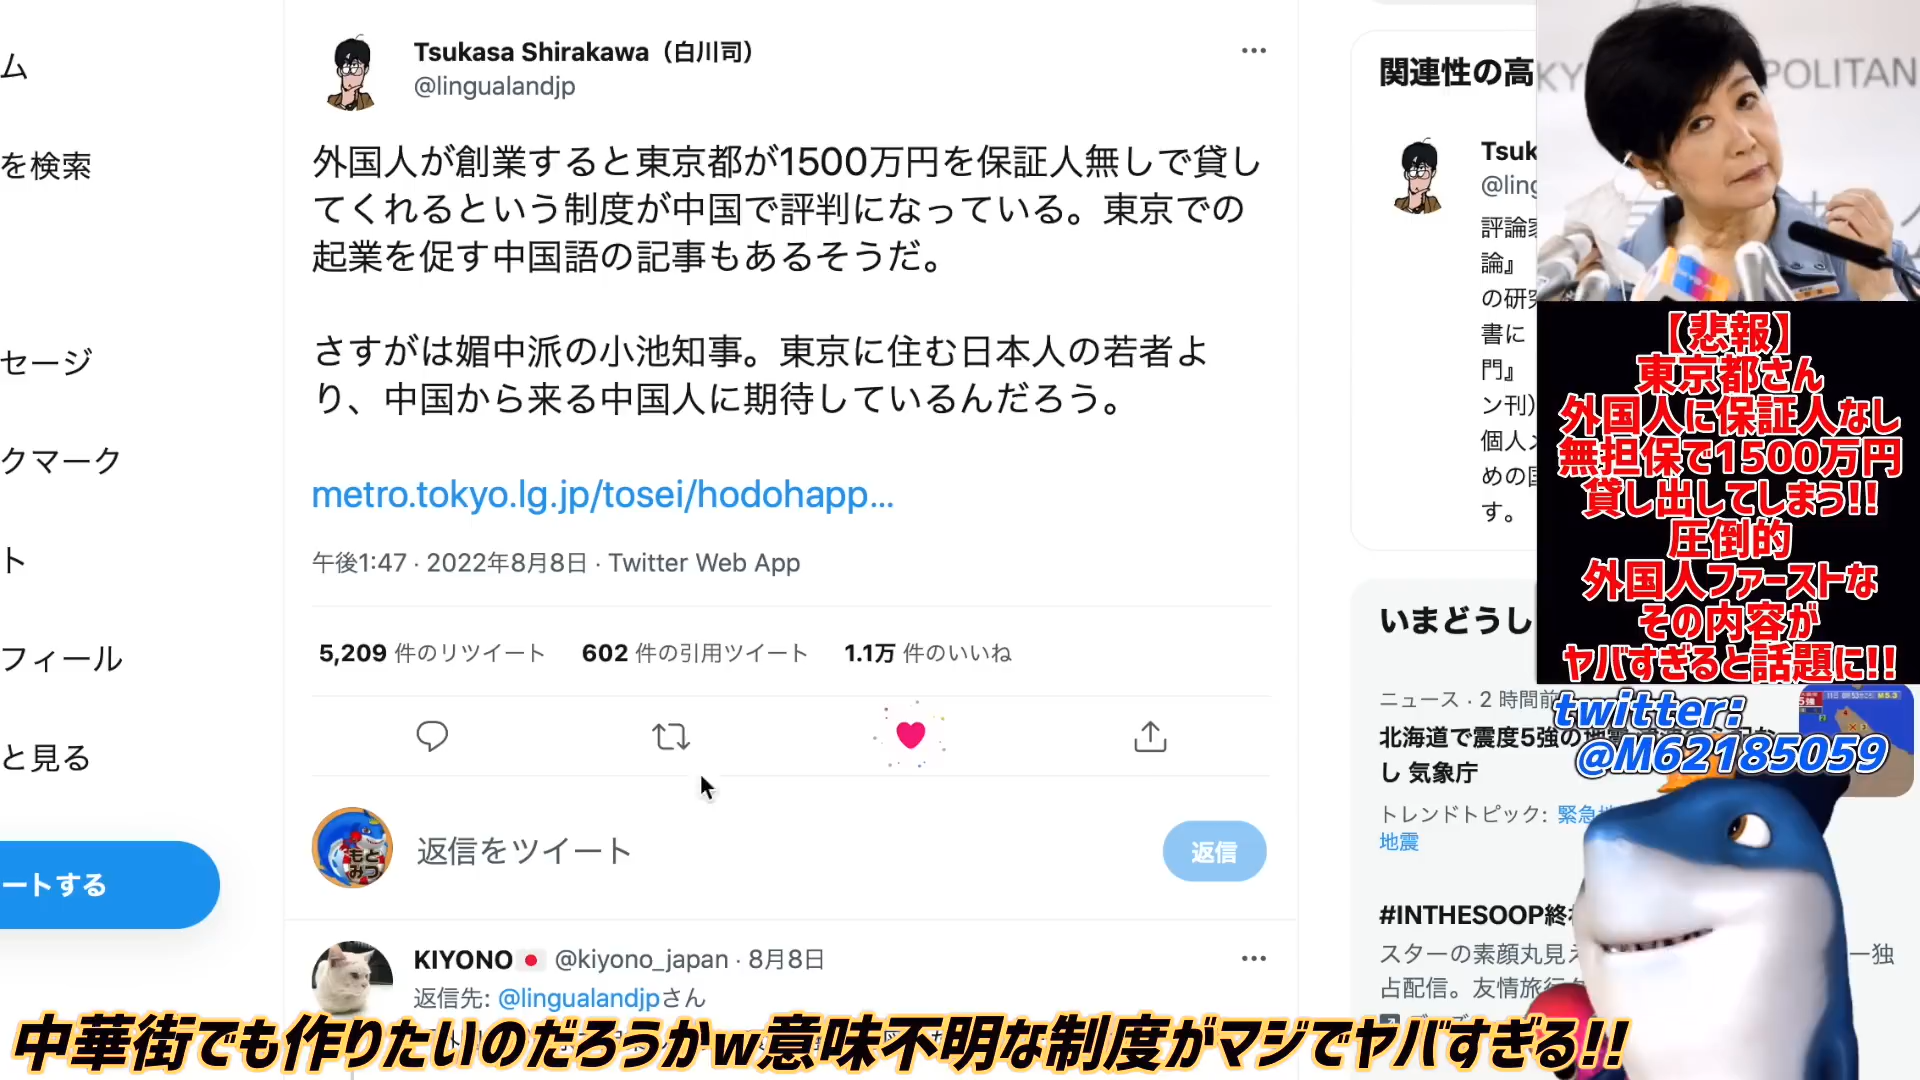 ム
を検索
セージ
クマーク
ト
フィール
と見る
ートする
Tsukasa Shirakawa（白川司）
@lingualandjp
外国人が創業すると東京都が1500万円を保証人無しで貸し
てくれるという制度が中国で評判になっている。東京での
起業を促す中国語の記事もあるそうだ。
さすがは媚中派の小池知事。東京に住む日本人の若者よ
り、中国から来る中国人に期待しているんだろう。
metro.tokyo.lg.jp/tosei/hodohapp...
午後1:47 · 2022年8月8日 · Twitter Web App
5,209 件のリツイート 602 件の引用ツイート 1.1万 件のいいね
もと
みつ
返信をツイート
返信
KIYONO @kiyono_japan · 8月8日
返信先: @lingualandjpさん
関連性の高
Tsuk
@ling
評論
論』
の研究
書に
門』
ン刊)
個人
めの
す。
いまどうし
ニュース · 2 時間前
北海道で震度5強の地震
し 気象庁
トレンドトピック: 緊急
地震
#INTHESOOP終
スターの素顔丸見え
一独
占配信。友情旅行
KY
POLITAN
【悲報】
東京都さん
外国人に保証人なし
無担保で1500万円
貸し出してしまう!!
圧倒的
外国人ファーストな
その内容が
ヤバすぎると話題に!!
twitter:
@M62185059
M5.3
中華街でも作りたいのだろうかw意味不明な制度がマジでヤバすぎる!!